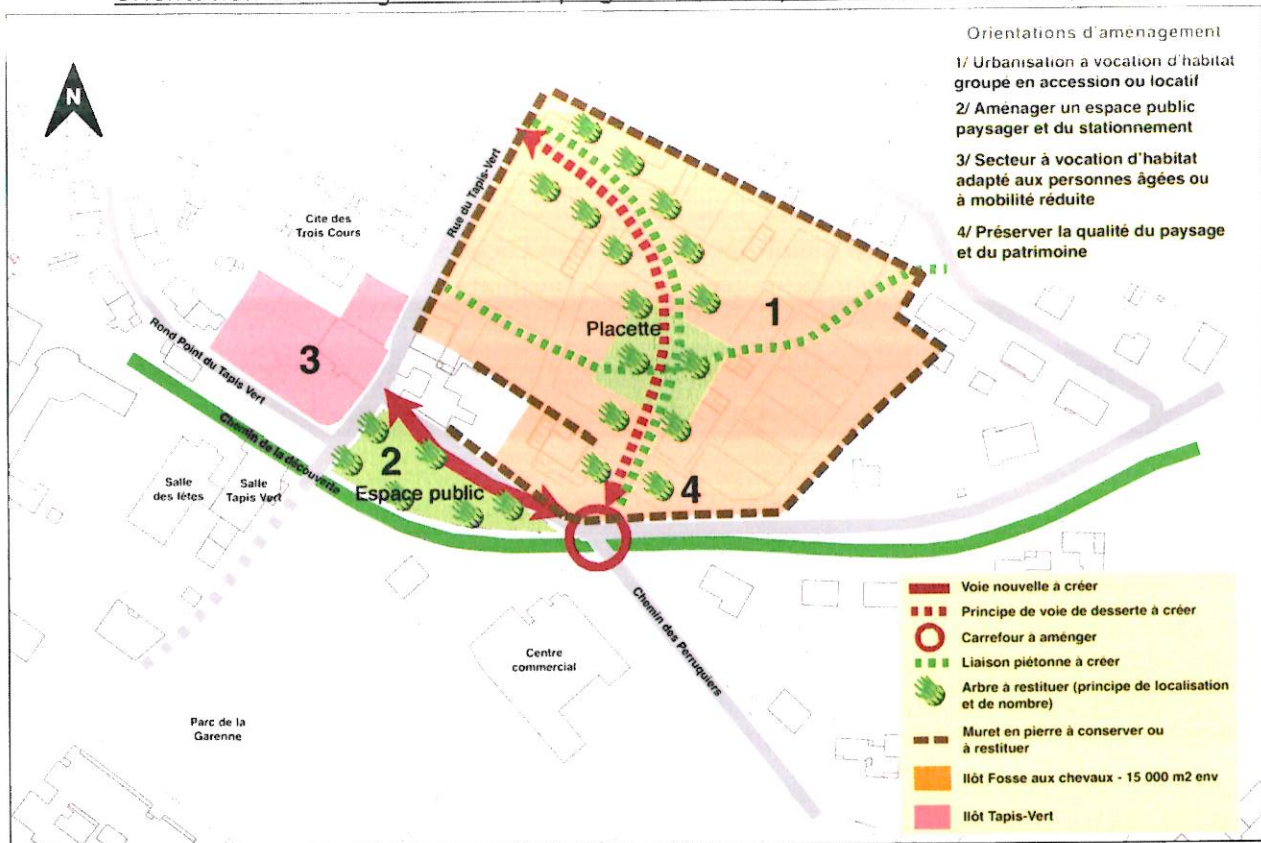 Orientations d'aménagement
1/ Urbanisation à vocation d'habitat
groupé en accession ou locatif
2/ Aménager un espace public
paysager et du stationnement
3/ Secteur à vocation d'habitat
adapté aux personnes âgées ou
à mobilité réduite
4/ Préserver la qualité du paysage
et du patrimoine
N
Rue du Tapis-Vert
Cité des
Trois Cours
1
Placette
3
Rond Point du Tapis Vert
Chemin de la découverte
2
Espace public
4
Salle
des fêtes
Salle
Tapis Vert
Chemin des Perruquiers
Centre
commercial
Parc de la
Garenne
Voie nouvelle à créer
Principe de voie de desserte à créer
Carrefour à aménger
Liaison piétonne à créer
Arbre à restituer (principe de localisation
et de nombre)
Muret en pierre à conserver ou
à restituer
Ilôt Fosse aux chevaux - 15 000 m2 env
Ilôt Tapis-Vert